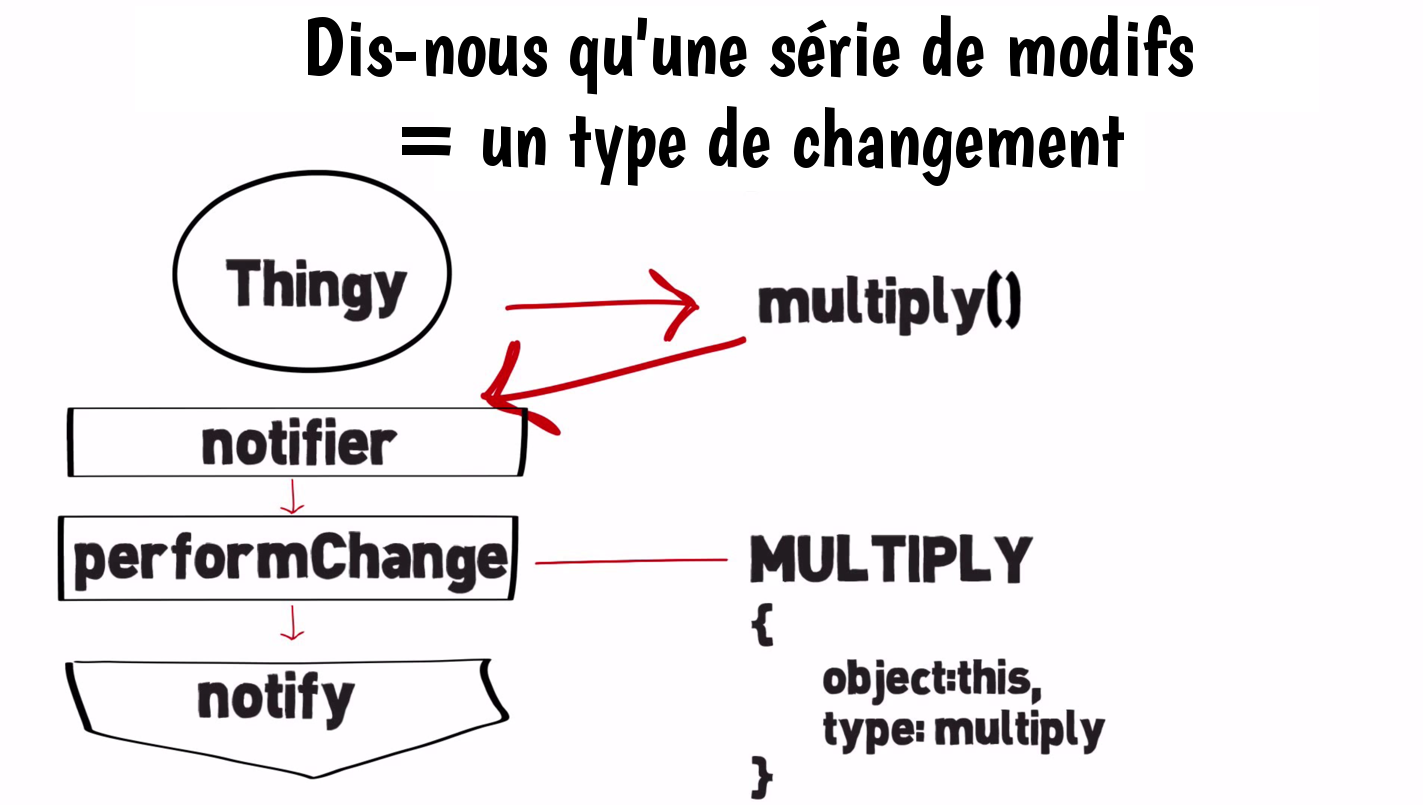 Dis-nous qu'une série de modifs
= un type de changement
Thingy
multiply()
notifier
performChange
MULTIPLY
{
object:this,
type: multiply
}
notify